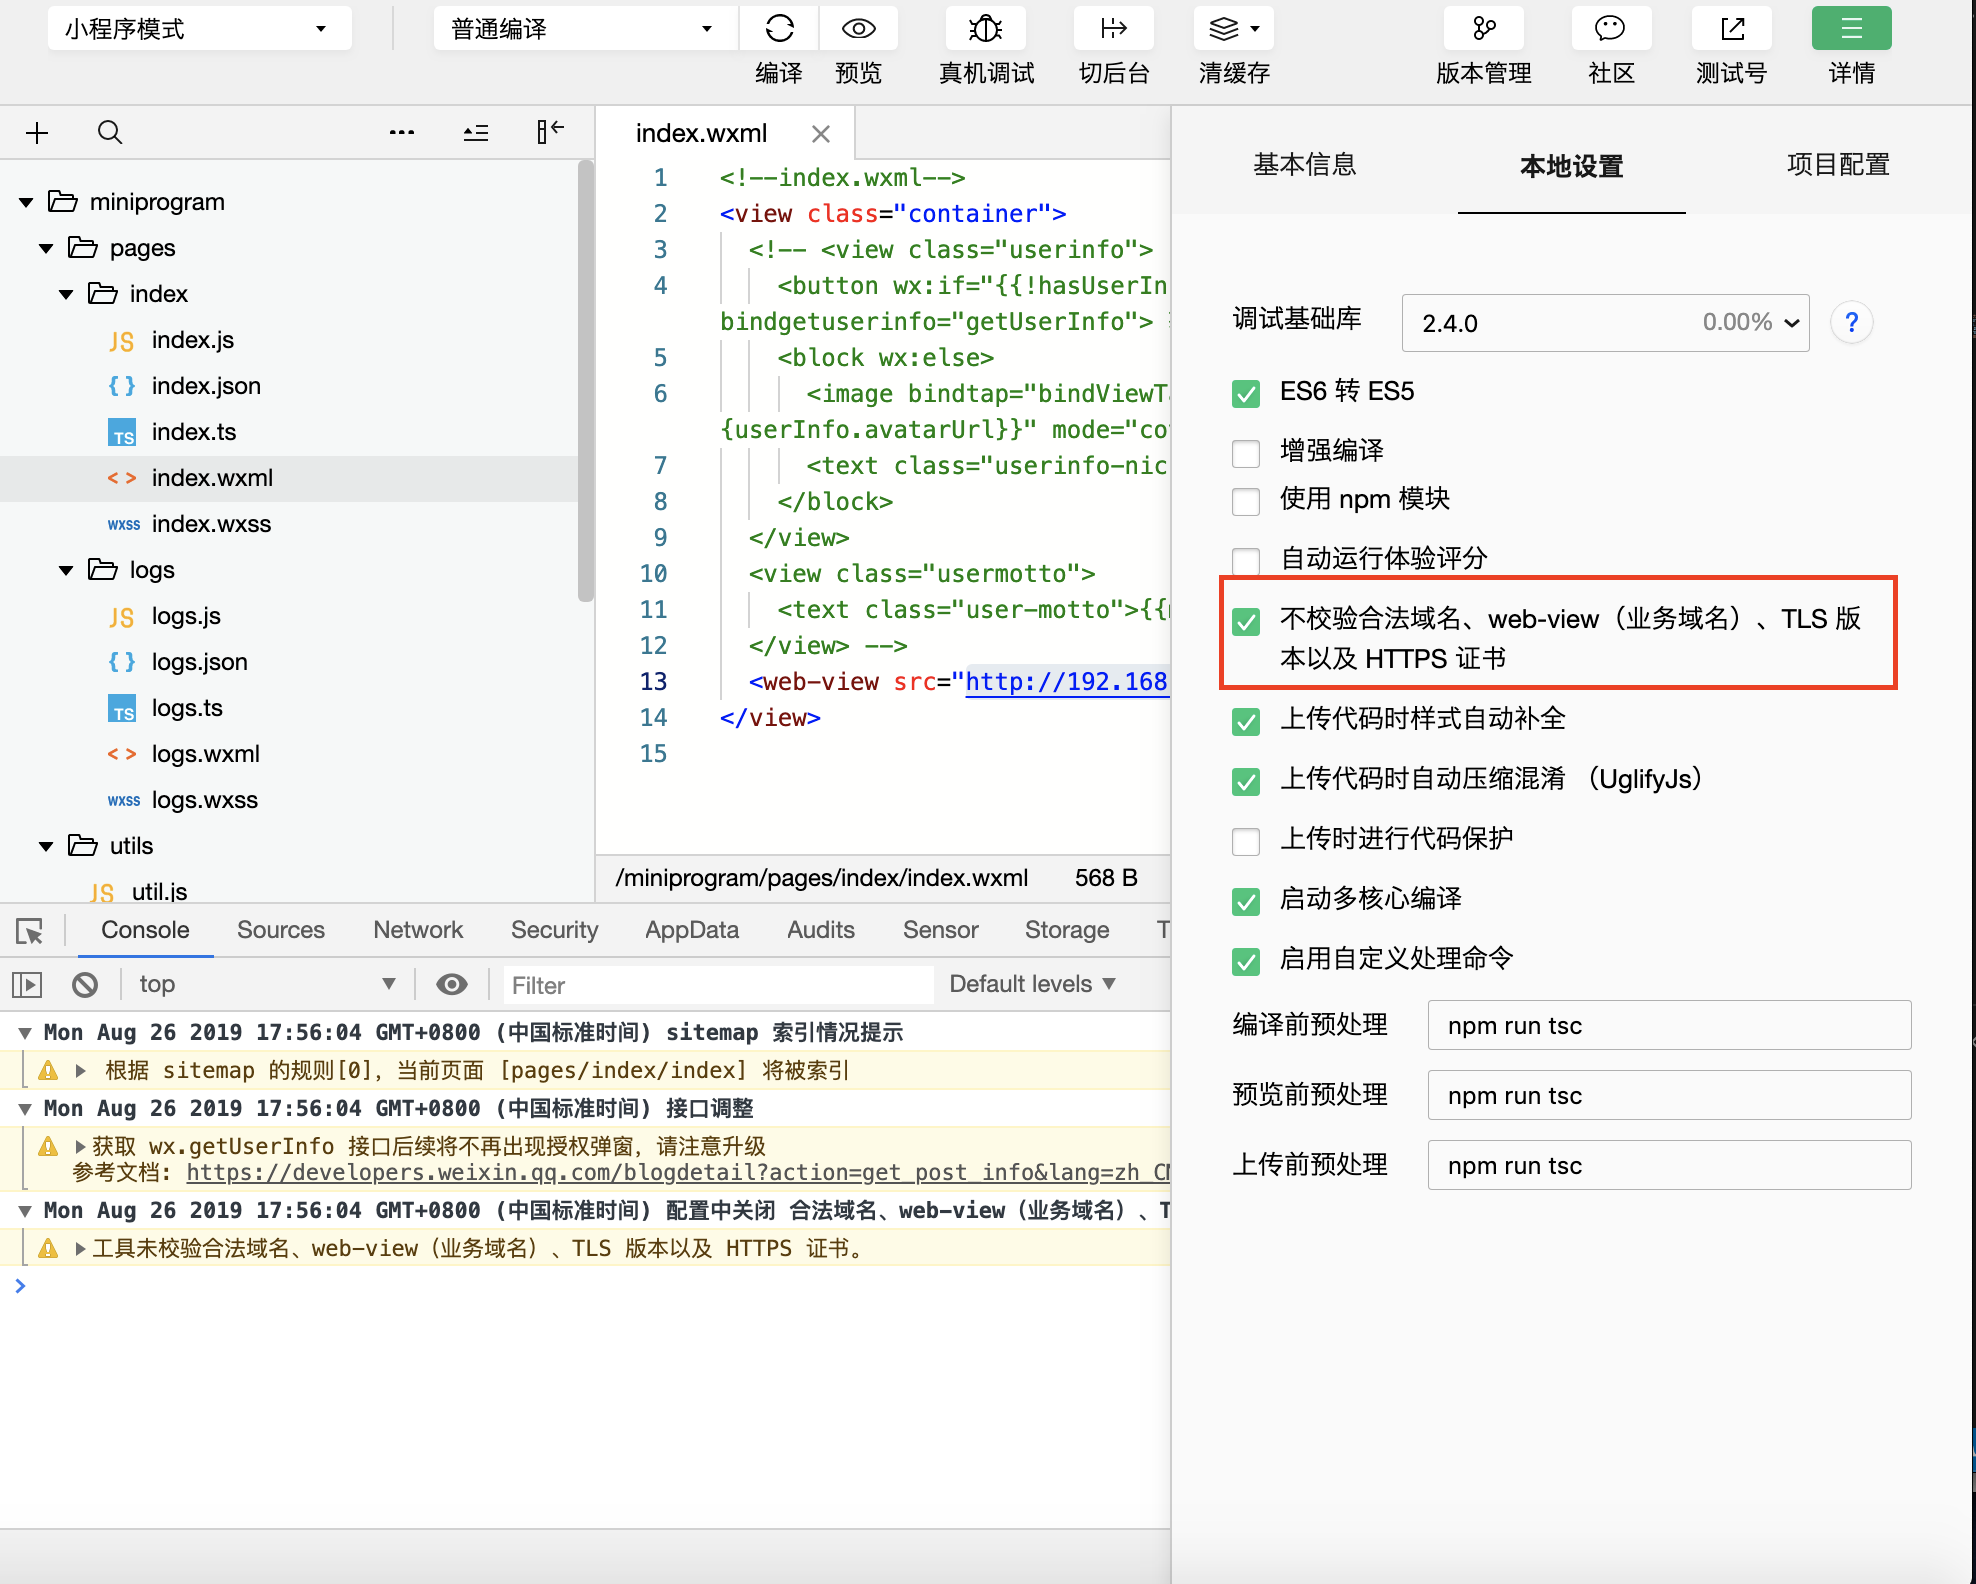 小程序模式
普通编译
编译
预览
真机调试
切后台
清缓存
版本管理
社区
测试号
详情
miniprogram
pages
index
JS index.js
{ } index.json
TS index.ts
< > index.wxml
wxss index.wxss
logs
JS logs.js
{ } logs.json
TS logs.ts
< > logs.wxml
wxss logs.wxss
utils
JS util.js
index.wxml
1 <!--index.wxml-->
2 <view class="container">
3 <!-- <view class="userinfo">
4 <button wx:if="{{!hasUserIn
bindgetuserinfo="getUserInfo">
5 <block wx:else>
6 <image bindtap="bindViewT
{userInfo.avatarUrl}}" mode="co
7 <text class="userinfo-nic
8 </block>
9 </view>
10 <view class="usermotto">
11 <text class="user-motto">{{
12 </view> -->
13 <web-view src="http://192.168
14 </view>
15
/miniprogram/pages/index/index.wxml 568 B
Console Sources Network Security AppData Audits Sensor Storage T
top
Filter
Default levels
Mon Aug 26 2019 17:56:04 GMT+0800 (中国标准时间) sitemap 索引情况提示
根据 sitemap 的规则[0]，当前页面 [pages/index/index] 将被索引
Mon Aug 26 2019 17:56:04 GMT+0800 (中国标准时间) 接口调整
获取 wx.getUserInfo 接口后续将不再出现授权弹窗，请注意升级
参考文档: https://developers.weixin.qq.com/blogdetail?action=get_post_info&lang=zh_C
Mon Aug 26 2019 17:56:04 GMT+0800 (中国标准时间) 配置中关闭 合法域名、web-view（业务域名）、T
工具未校验合法域名、web-view（业务域名）、TLS 版本以及 HTTPS 证书。
基本信息
本地设置
项目配置
调试基础库 2.4.0 0.00% ?
ES6 转 ES5
增强编译
使用 npm 模块
自动运行体验评分
不校验合法域名、web-view（业务域名）、TLS 版
本以及 HTTPS 证书
上传代码时样式自动补全
上传代码时自动压缩混淆 （UglifyJs）
上传时进行代码保护
启动多核心编译
启用自定义处理命令
编译前预处理 npm run tsc
预览前预处理 npm run tsc
上传前预处理 npm run tsc